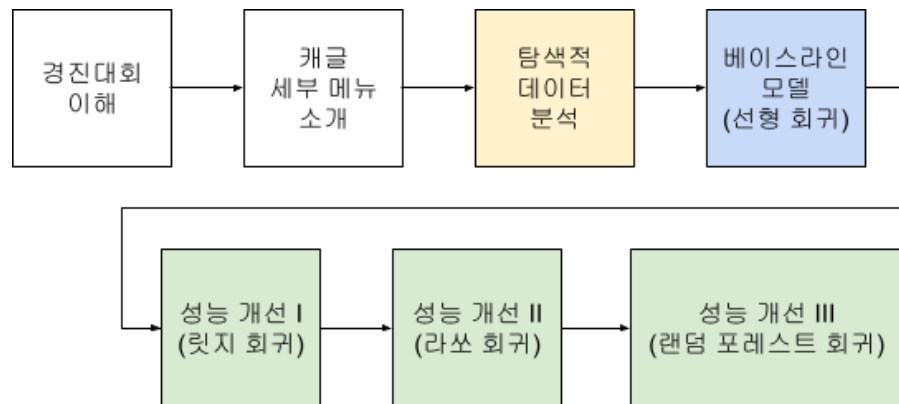 경진대회
이해
캐글
세부 메뉴
소개
탐색적
데이터
분석
베이스라인
모델
(선형 회귀)
성능 개선 I
(릿지 회귀)
성능 개선 II
(라쏘 회귀)
성능 개선 III
(랜덤 포레스트 회귀)